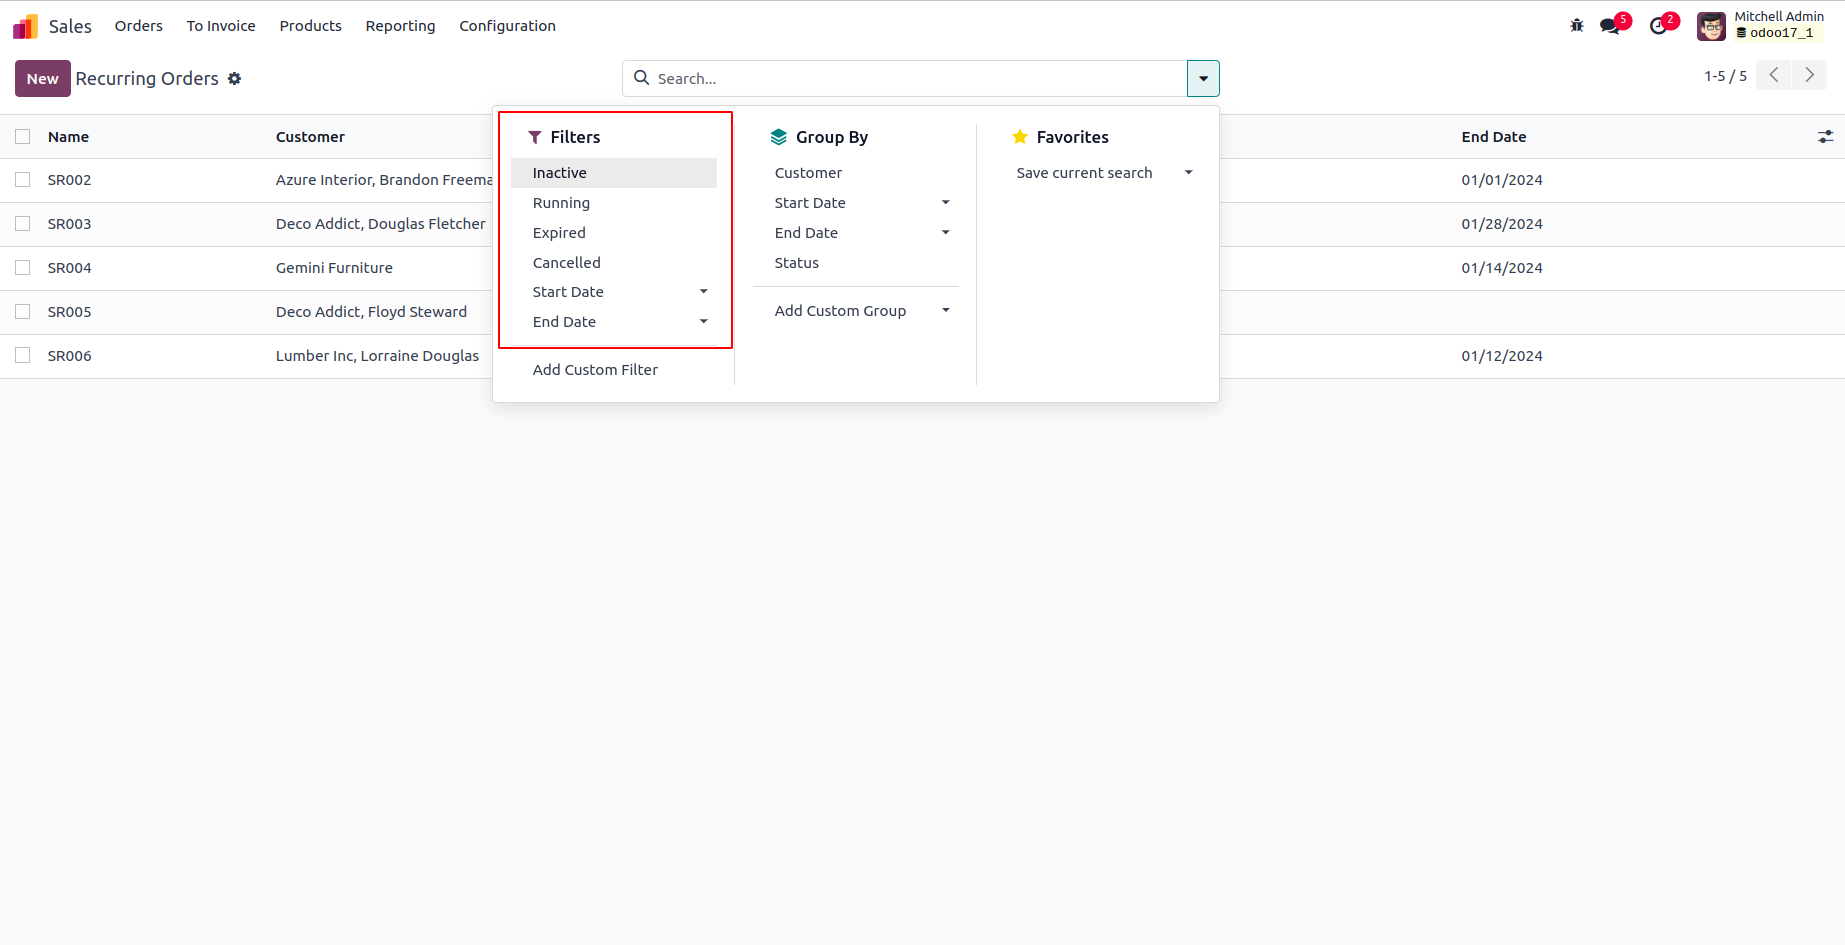 Sales Orders To Invoice Products Reporting Configuration 5 2 Mitchell Admin
odoo17_1
New Recurring Orders Search... 1-5 / 5
Name Customer End Date
SR002 Azure Interior, Brandon Freema 01/01/2024
SR003 Deco Addict, Douglas Fletcher 01/28/2024
SR004 Gemini Furniture 01/14/2024
SR005 Deco Addict, Floyd Steward
SR006 Lumber Inc, Lorraine Douglas 01/12/2024
Filters
Inactive
Running
Expired
Cancelled
Start Date
End Date
Add Custom Filter
Group By
Customer
Start Date
End Date
Status
Add Custom Group
Favorites
Save current search